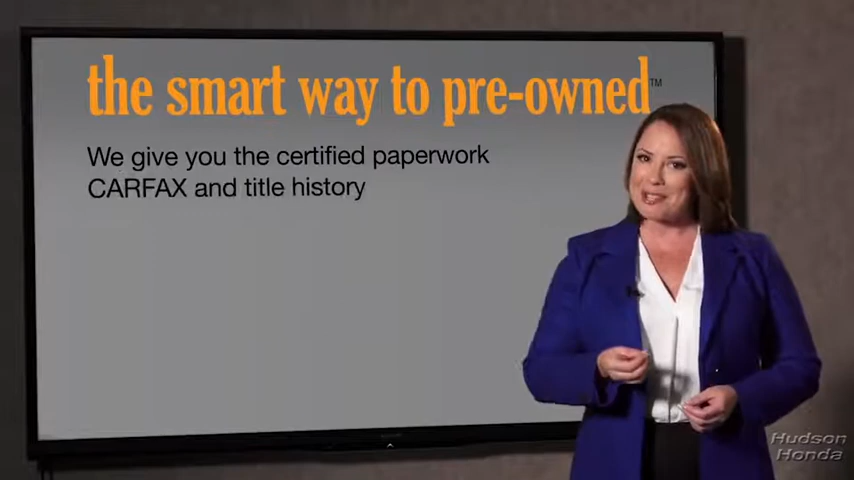 the smart way to pre-owned™
We give you the certified paperwork
CARFAX and title history
Hudson
Honda